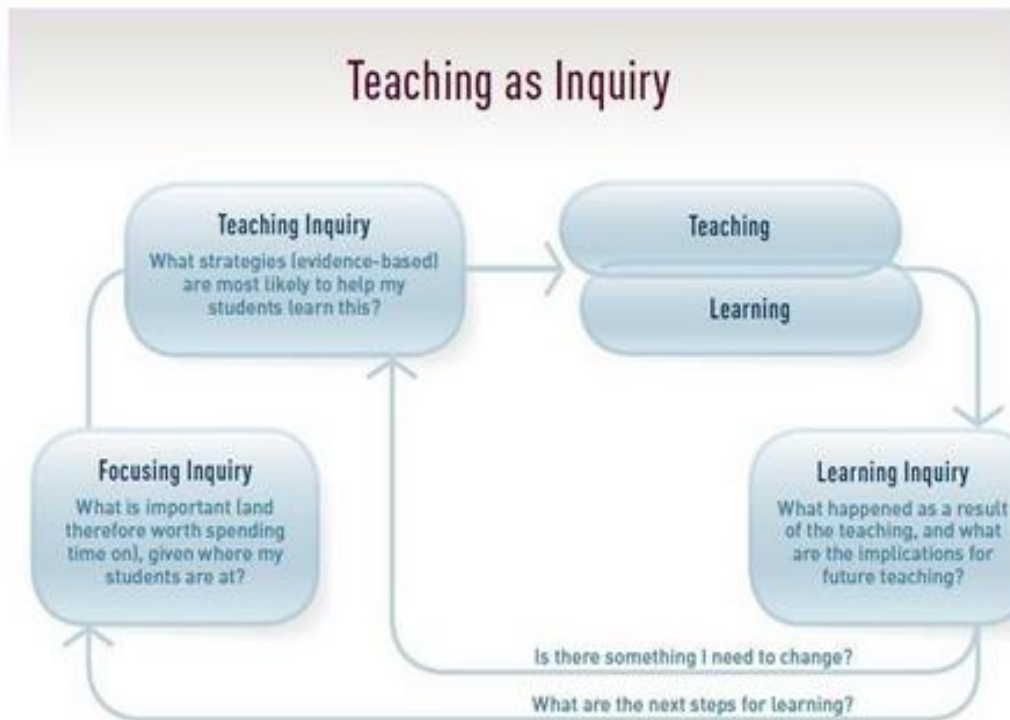 Teaching as Inquiry
Teaching Inquiry
What strategies (evidence-based)
are most likely to help my
students learn this?
Teaching
Learning
Focusing Inquiry
What is important (and
therefore worth spending
time on), given where my
students are at?
Learning Inquiry
What happened as a result
of the teaching, and what
are the implications for
future teaching?
Is there something I need to change?
What are the next steps for learning?